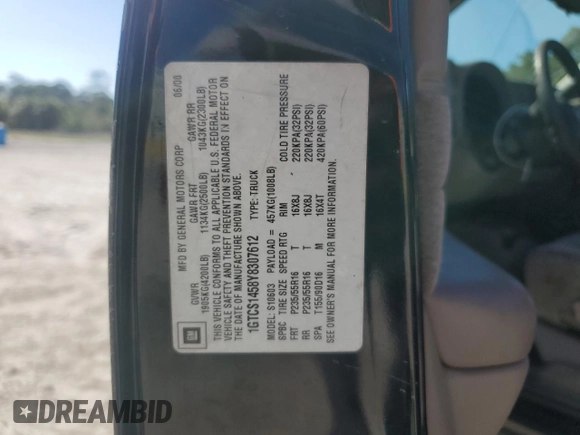 MFD BY GENERAL MOTORS CORP 06/00
GVWR GAWR FRT GAWR RR
1905KG(4200LB) 1134KG(2500LB) 1043KG(2300LB)
THIS VEHICLE CONFORMS TO ALL APPLICABLE U.S. FEDERAL MOTOR
VEHICLE SAFETY AND THEFT PREVENTION STANDARDS IN EFFECT ON
THE DATE OF MANUFACTURE SHOWN ABOVE.
1GTCS1458Y8307612 TYPE:TRUCK
MODEL: S10603 PAYLOAD = 457KG(1008LB)
6PBC TIRE SIZE SPEED RTG RIM COLD TIRE PRESSURE
FRT P235/55R16 T 16X8J 220KPA(32PSI)
RR P235/55R16 T 16X8J 220KPA(32PSI)
SPA T155/90D16 M 16X4T 420KPA(60PSI)
SEE OWNER'S MANUAL FOR MORE INFORMATION.
GM
DREAMBID